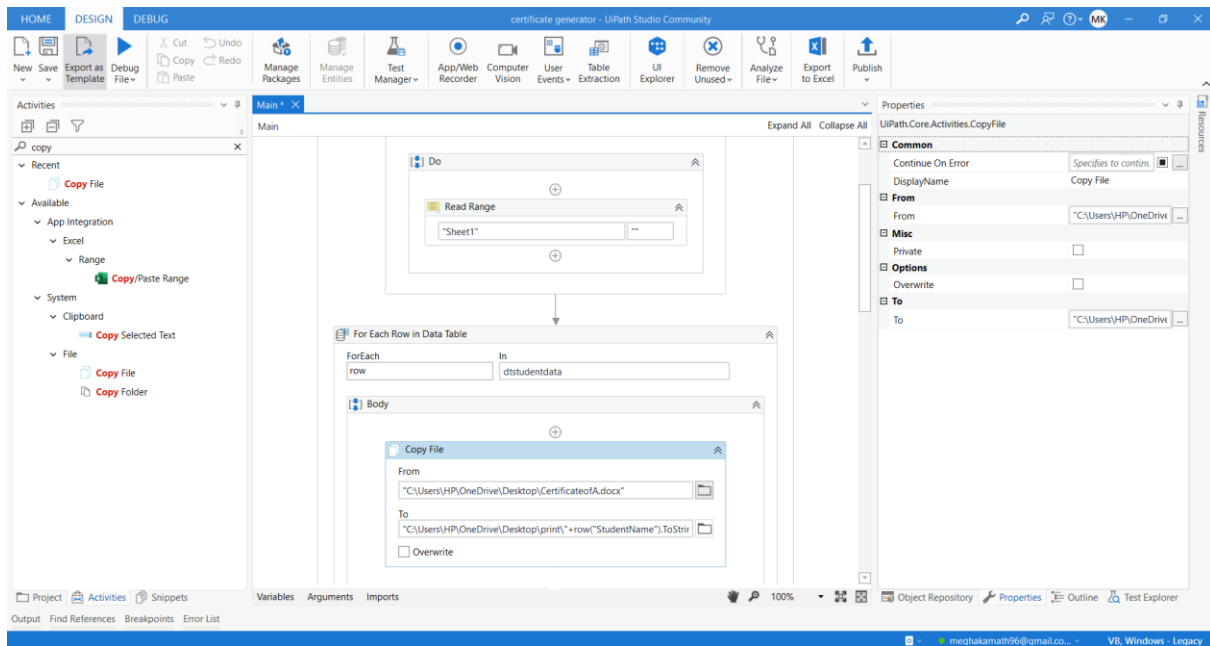 HOME DESIGN DEBUG certificate generator - UiPath Studio Community MK
New Save Export as Template Debug File Cut Copy Paste Undo Redo Manage Packages Manage Entities Test Manager App/Web Recorder Computer Vision User Events Table Extraction UI Explorer Remove Unused Analyze File Export to Excel Publish
Activities
copy
Recent
Copy File
Available
App Integration
Excel
Range
Copy/Paste Range
System
Clipboard
Copy Selected Text
File
Copy File
Copy Folder
Project Activities Snippets
Main *
Main Expand All Collapse All
Do
Read Range
"Sheet1" ""
For Each Row in Data Table
ForEach In
row dtstudentdata
Body
Copy File
From
"C:\Users\HP\OneDrive\Desktop\CertificateofA.docx"
To
"C:\Users\HP\OneDrive\Desktop\print\"+row("StudentName").ToStrin
Overwrite
Variables Arguments Imports 100%
Properties
UiPath.Core.Activities.CopyFile
Common
Continue On Error Specifies to continu ...
DisplayName Copy File
From
From "C:\Users\HP\OneDrive ...
Misc
Private
Options
Overwrite
To
To "C:\Users\HP\OneDrive ...
Object Repository Properties Outline Test Explorer
Resources
Output Find References Breakpoints Error List
meghakamath96@gmail.co... VB, Windows - Legacy